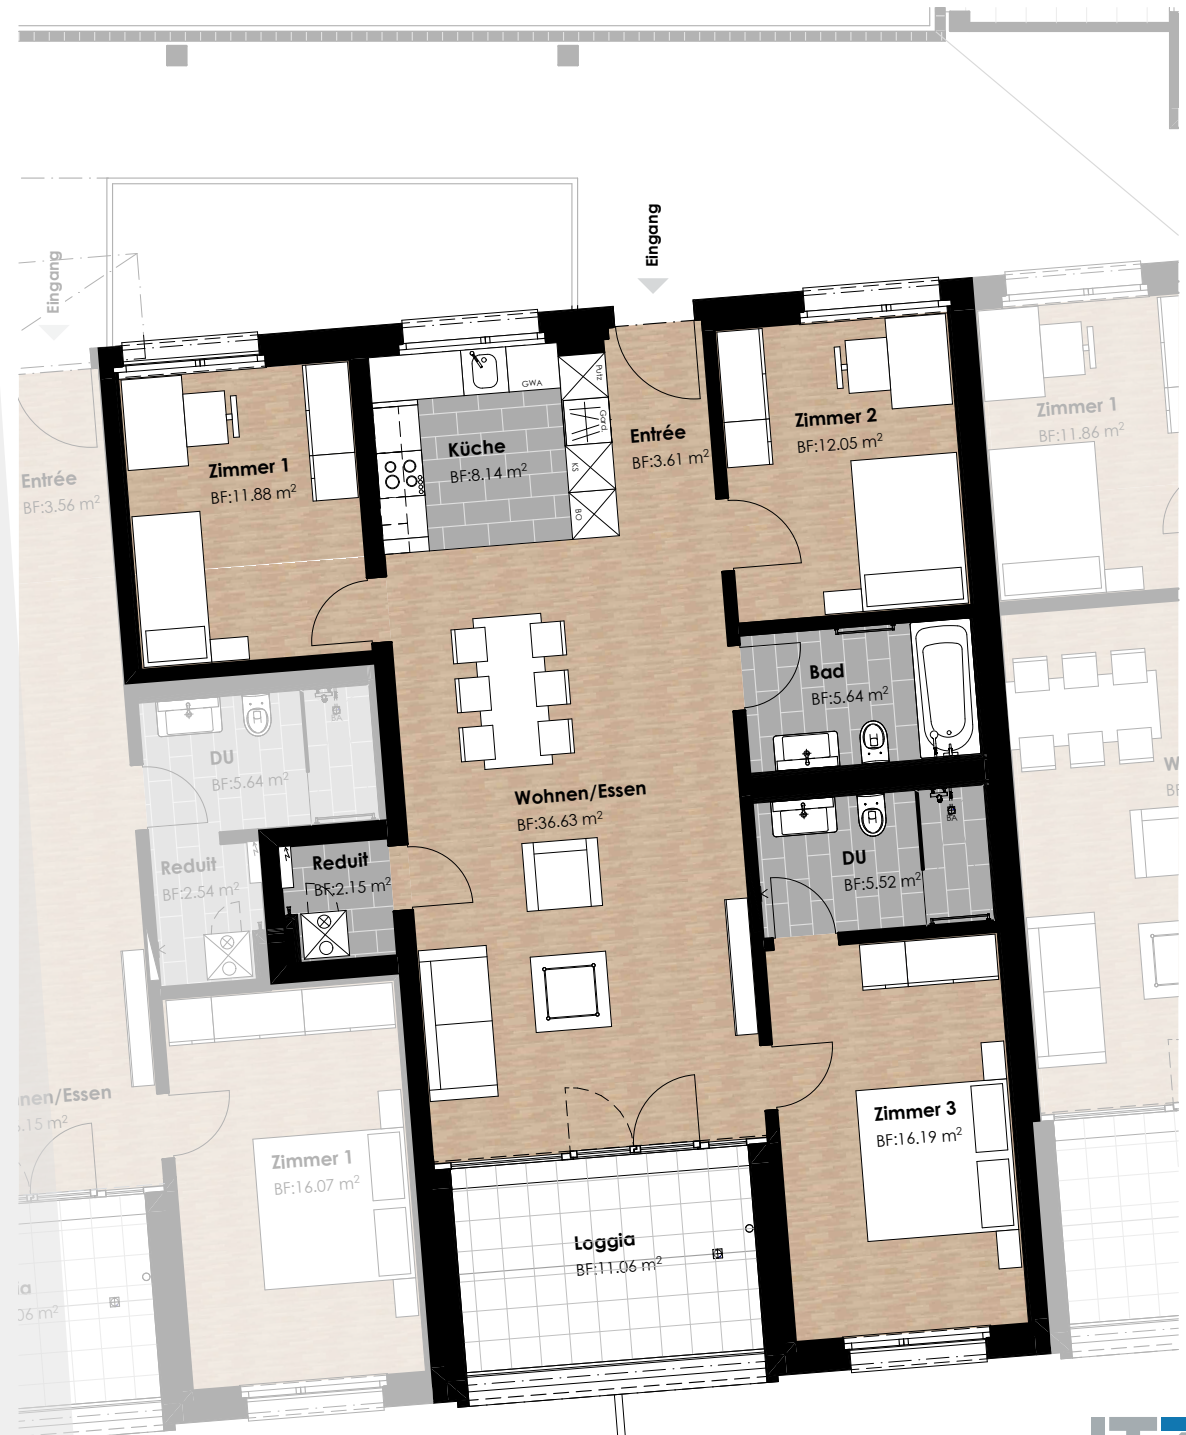 Eingang
Eingang
Putz
GWA
Gard.
KS
BO
Küche
BF:8.14 m²
Entrée
BF:3.61 m²
Zimmer 2
BF:12.05 m²
Zimmer 1
BF:11.88 m²
Zimmer 1
BF:11.86 m²
Entrée
BF:3.56 m²
Bad
BF:5.64 m²
DU
BF:5.64 m²
BA
Wohnen/Essen
BF:36.63 m²
W
BF
Reduit
BF:2.15 m²
Reduit
BF:2.54 m²
DU
BF:5.52 m²
BA
nen/Essen
.15 m²
Zimmer 3
BF:16.19 m²
Zimmer 1
BF:16.07 m²
Loggia
BF:11.06 m²
ia
06 m²